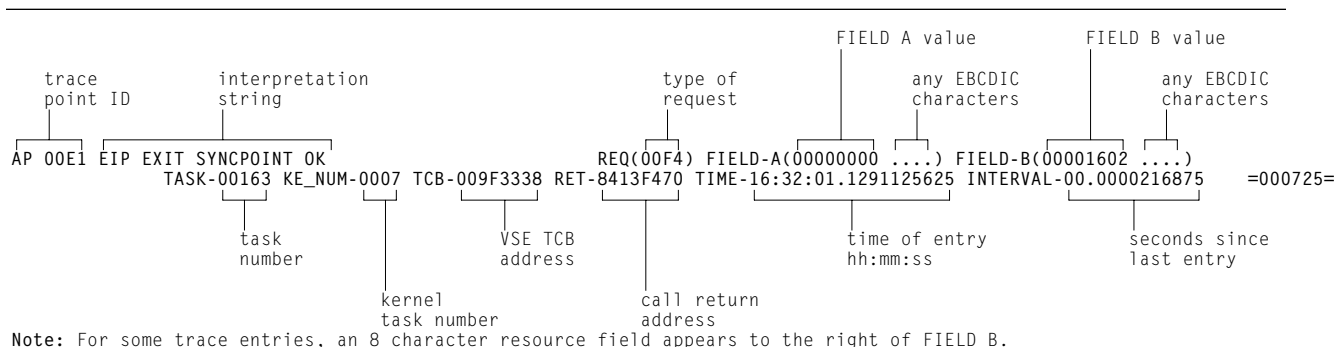 FIELD A value FIELD B value
trace interpretation type of any EBCDIC any EBCDIC
point ID string request characters characters
AP 00E1 EIP EXIT SYNCPOINT OK REQ(00F4) FIELD-A(00000000 ....) FIELD-B(00001602 ....)
TASK-00163 KE_NUM-0007 TCB-009F3338 RET-8413F470 TIME-16:32:01.1291125625 INTERVAL-00.0000216875 =000725=
task VSE TCB time of entry seconds since
number address hh:mm:ss last entry
kernel call return
task number address
Note: For some trace entries, an 8 character resource field appears to the right of FIELD B.